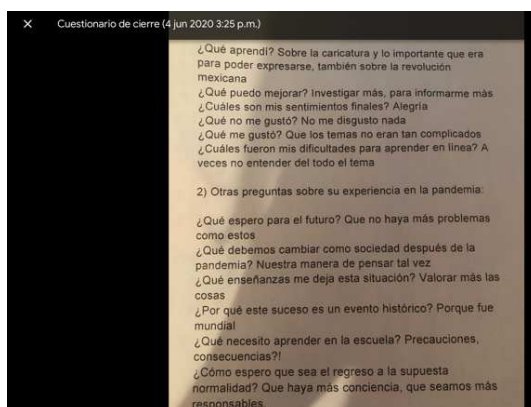 Cuestionario de cierre (4 jun 2020 3:25 p.m.)
¿Qué aprendí? Sobre la caricatura y lo importante que era
para poder expresarse, también sobre la revolución
mexicana
¿Qué puedo mejorar? Investigar más, para informarme más
¿Cuáles son mis sentimientos finales? Alegría
¿Qué no me gustó? No me disgusto nada
¿Qué me gustó? Que los temas no eran tan complicados
¿Cuáles fueron mis dificultades para aprender en línea? A
veces no entender del todo el tema
2) Otras preguntas sobre su experiencia en la pandemia:
¿Qué espero para el futuro? Que no haya más problemas
como estos
¿Qué debemos cambiar como sociedad después de la
pandemia? Nuestra manera de pensar tal vez
¿Qué enseñanzas me deja esta situación? Valorar más las
cosas
¿Por qué este suceso es un evento histórico? Porque fue
mundial
¿Qué necesito aprender en la escuela? Precauciones,
consecuencias?!
¿Cómo espero que sea el regreso a la supuesta
normalidad? Que haya más conciencia, que seamos más
responsables